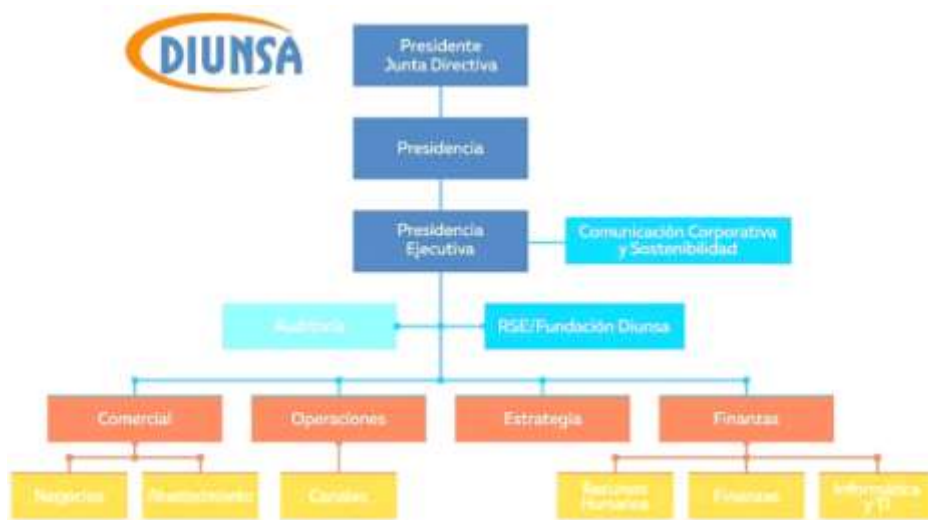 DIUNSA
Presidente
Junta Directiva
Presidencia
Presidencia
Ejecutiva
Comunicación Corporativa
y Sostenibilidad
Auditoría
RSE/Fundación Diunsa
Comercial
Operaciones
Estrategia
Finanzas
Negocios
Abastecimiento
Canales
Recursos
Humanos
Finanzas
Informática
y TI